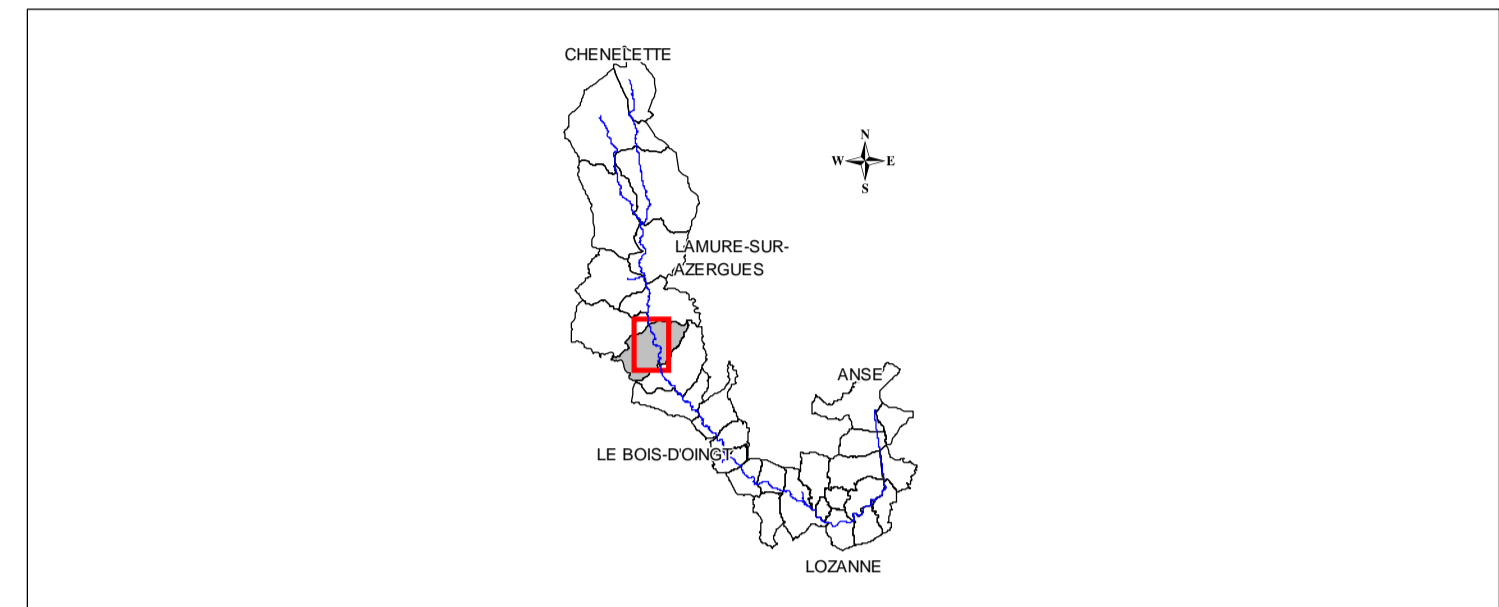 CHENELETTE
N
W E
S
LAMURE-SUR-
AZERGUES
ANSE
LE BOIS-D'OINGT
LOZANNE